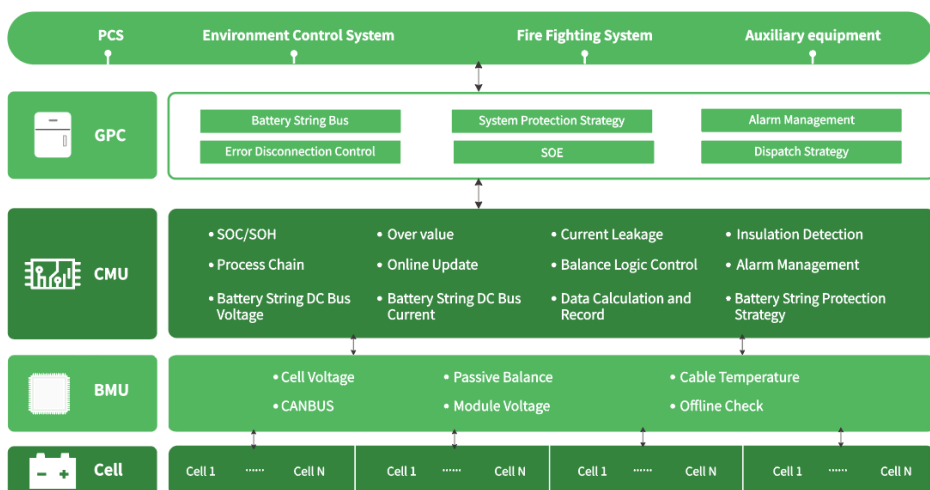 PCS Environment Control System Fire Fighting System Auxiliary equipment
GPC
Battery String Bus System Protection Strategy Alarm Management
Error Disconnection Control SOE Dispatch Strategy
CMU
• SOC/SOH • Over value • Current Leakage • Insulation Detection
• Process Chain • Online Update • Balance Logic Control • Alarm Management
• Battery String DC Bus • Battery String DC Bus • Data Calculation and • Battery String Protection
Voltage Current Record Strategy
BMU
• Cell Voltage • Passive Balance • Cable Temperature
• CANBUS • Module Voltage • Offline Check
Cell
Cell 1 ...... Cell N Cell 1 ...... Cell N Cell 1 ...... Cell N Cell 1 ...... Cell N